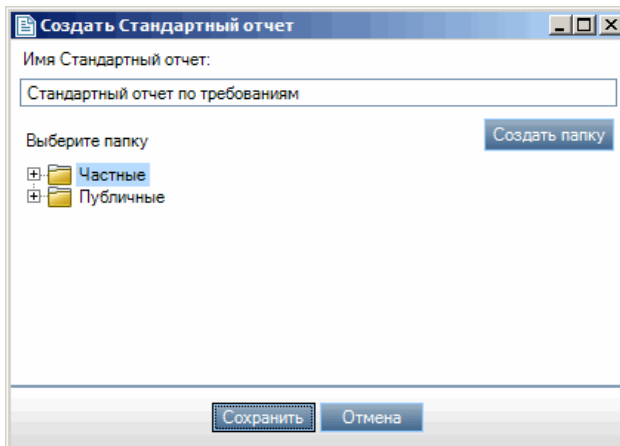 Создать Стандартный отчет
Имя Стандартный отчет:
Стандартный отчет по требованиям
Выберите папку
Создать папку
Частные
Публичные
Сохранить
Отмена